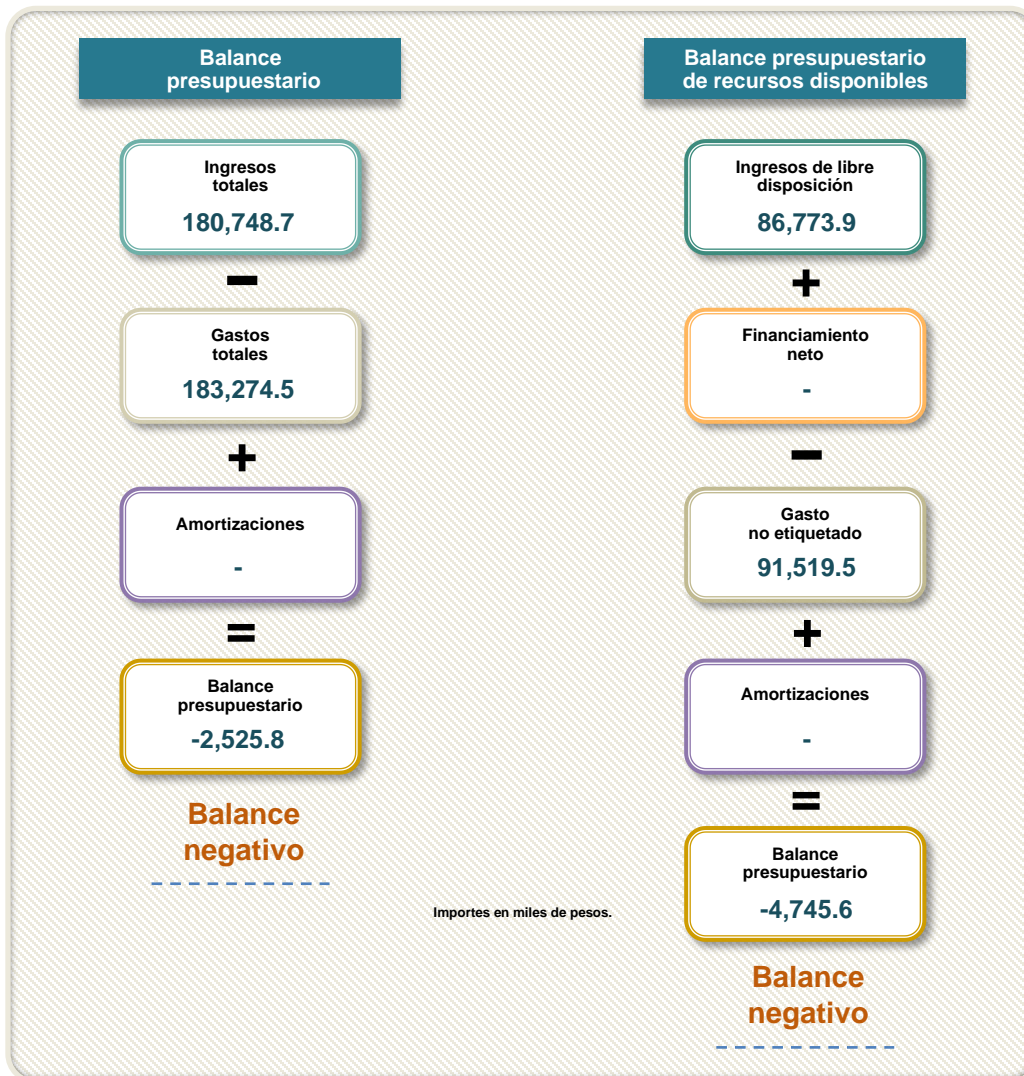 Balance
presupuestario
Ingresos
totales
180,748.7
−
Gastos
totales
183,274.5
+
Amortizaciones
-
=
Balance
presupuestario
-2,525.8
Balance
negativo
Balance presupuestario
de recursos disponibles
Ingresos de libre
disposición
86,773.9
+
Financiamiento
neto
-
−
Gasto
no etiquetado
91,519.5
+
Amortizaciones
-
=
Balance
presupuestario
-4,745.6
Balance
negativo
Importes en miles de pesos.